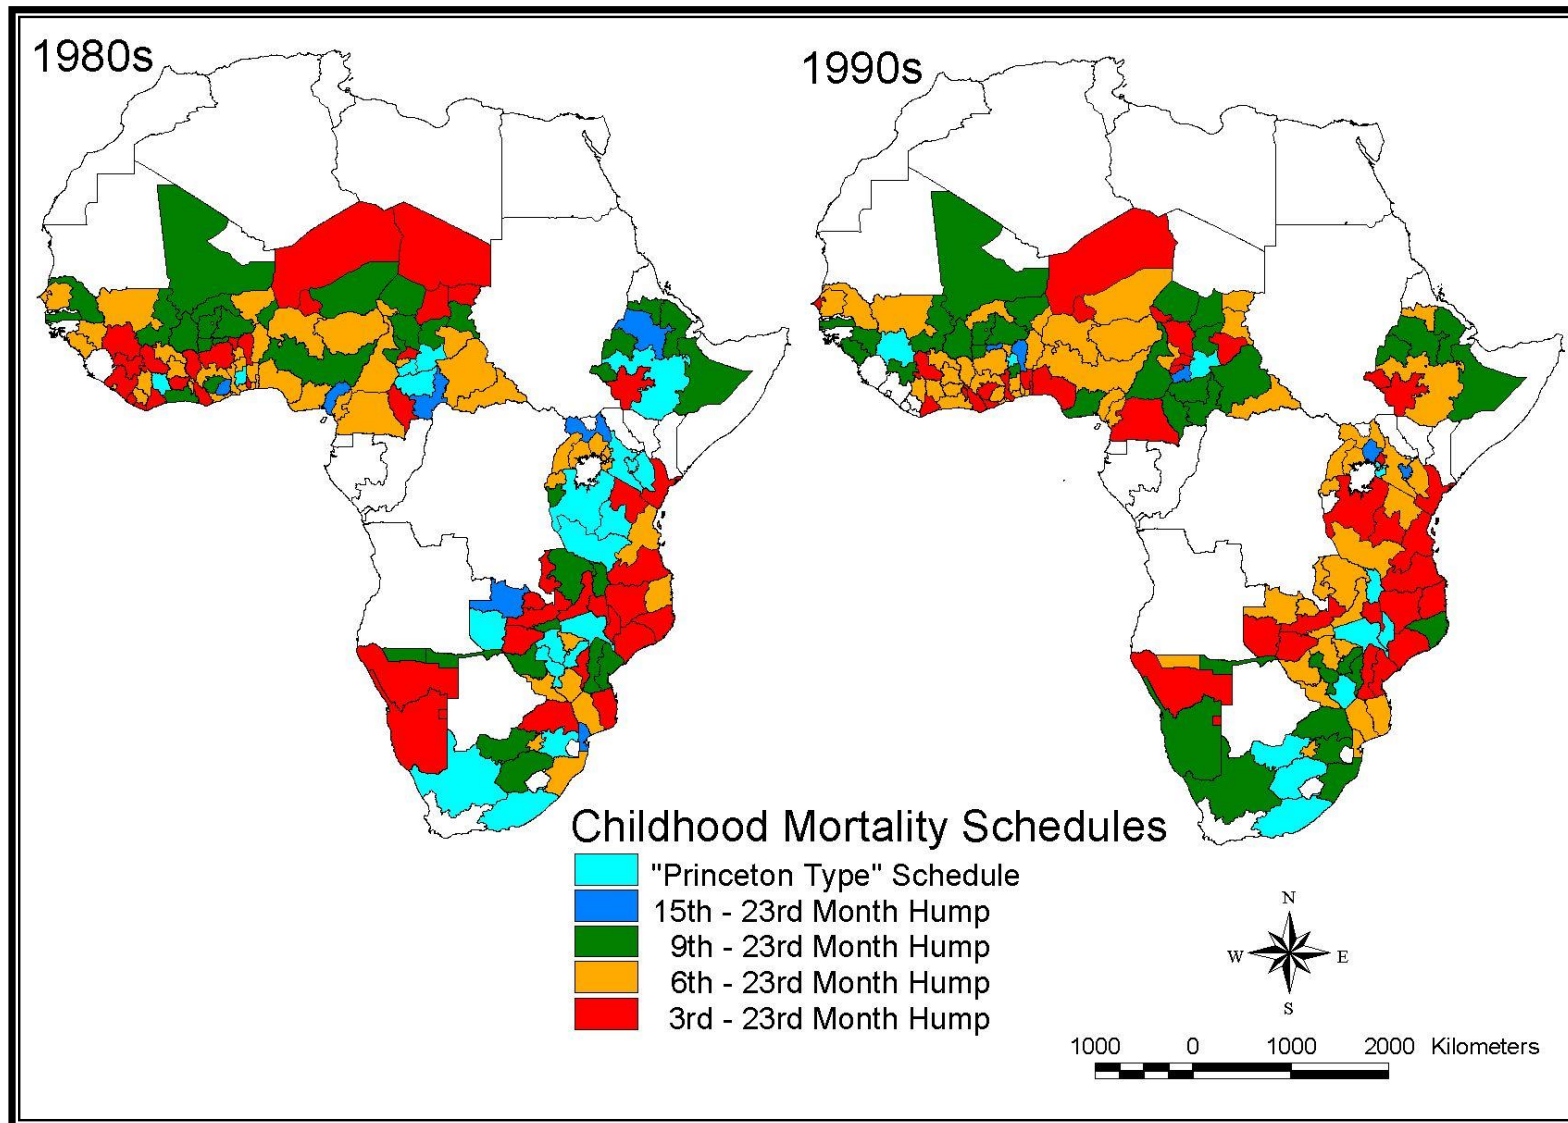 1980s
1990s
Childhood Mortality Schedules
"Princeton Type" Schedule
15th - 23rd Month Hump
9th - 23rd Month Hump
6th - 23rd Month Hump
3rd - 23rd Month Hump
N
W E
S
1000 0 1000 2000 Kilometers